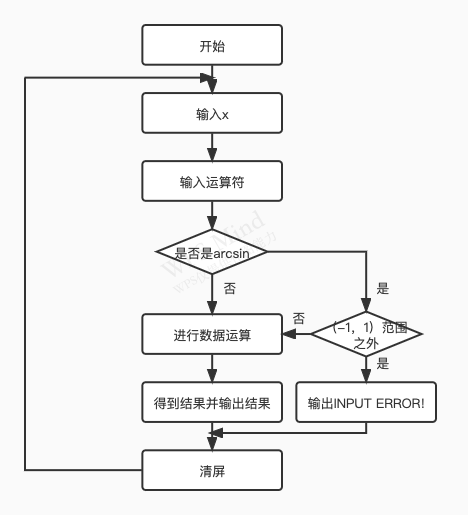 开始
输入x
输入运算符
是否是arcsin
否
是
进行数据运算
否
(-1，1）范围
之外
是
得到结果并输出结果
输出INPUT ERROR!
清屏